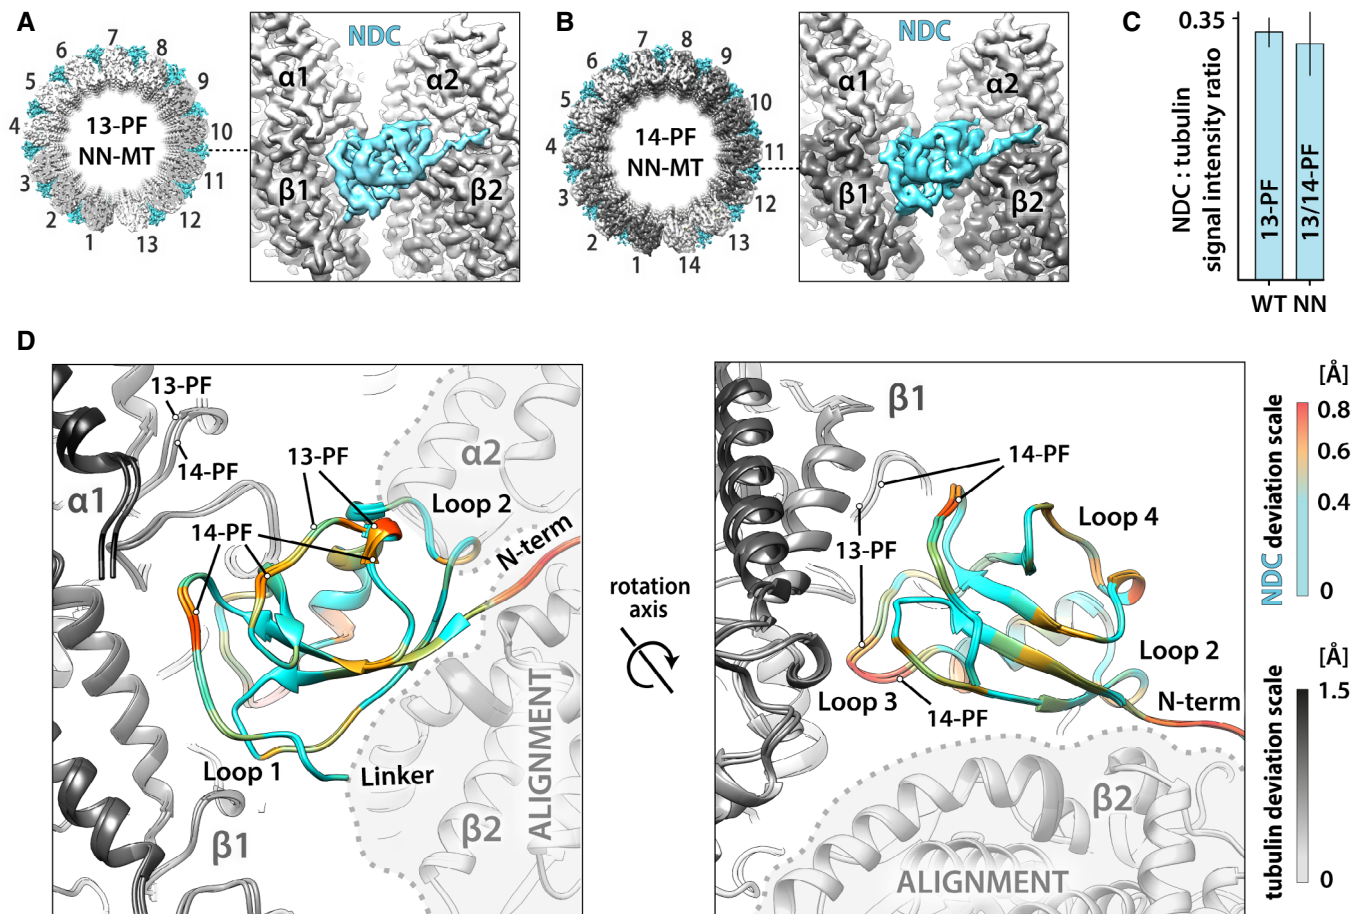 A
7
6
8
5
9
4
10
3
11
2
12
1
13
13-PF
NN-MT
NDC
α1
α2
β1
β2
B
7
8
6
9
5
10
4
11
3
12
2
13
1
14
14-PF
NN-MT
NDC
α1
α2
β1
β2
C
0.35
NDC : tubulin
signal intensity ratio
13-PF
13/14-PF
WT NN
D
13-PF
14-PF
13-PF
14-PF
α1
α2
Loop 2
N-term
Loop 1
Linker
β1
β2
ALIGNMENT
rotation
axis
β1
14-PF
13-PF
Loop 4
Loop 2
Loop 3
14-PF
N-term
β2
ALIGNMENT
[Å]
0.8
0.6
0.4
0
NDC deviation scale
[Å]
1.5
0
tubulin deviation scale